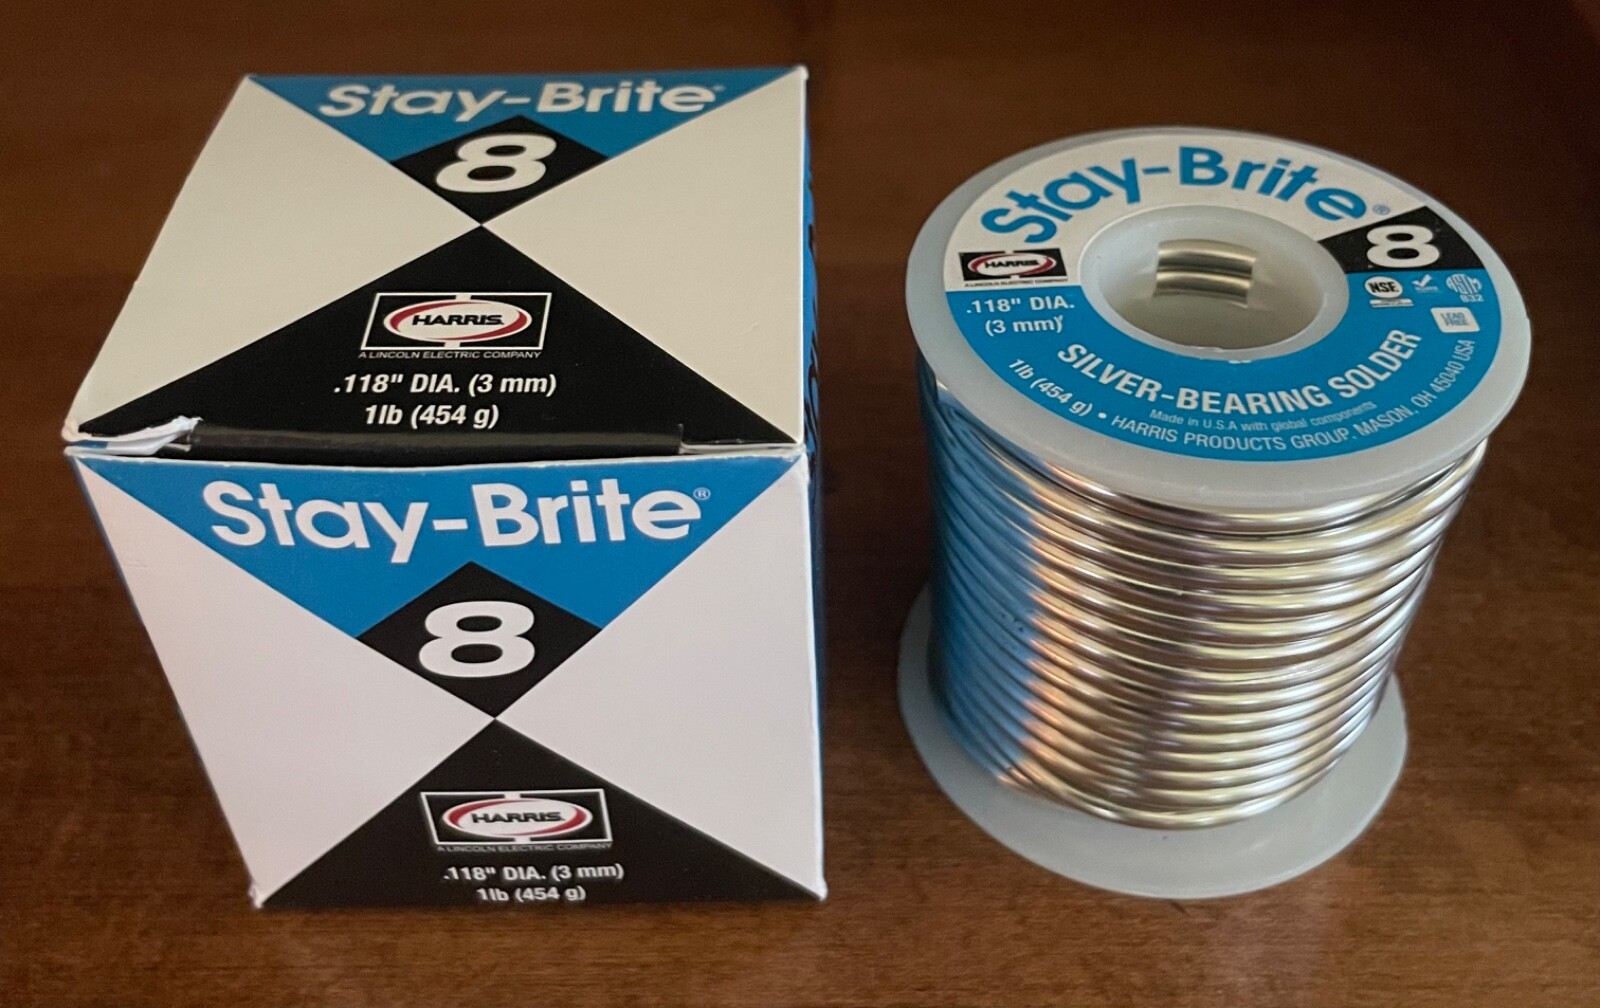 Stay-Brite®
8
HARRIS
A LINCOLN ELECTRIC COMPANY
.118" DIA. (3 mm)
1lb (454 g)
Stay-Brite®
8
HARRIS
A LINCOLN ELECTRIC COMPANY
.118" DIA. (3 mm)
1lb (454 g)
Stay-Brite®
8
HARRIS
A LINCOLN ELECTRIC COMPANY
NSF
ASTM
B32
LEAD
FREE
.118" DIA.
(3 mm)
SILVER-BEARING SOLDER
Made in U.S.A with global components
1lb (454 g) • HARRIS PRODUCTS GROUP, MASON, OH 45040 USA